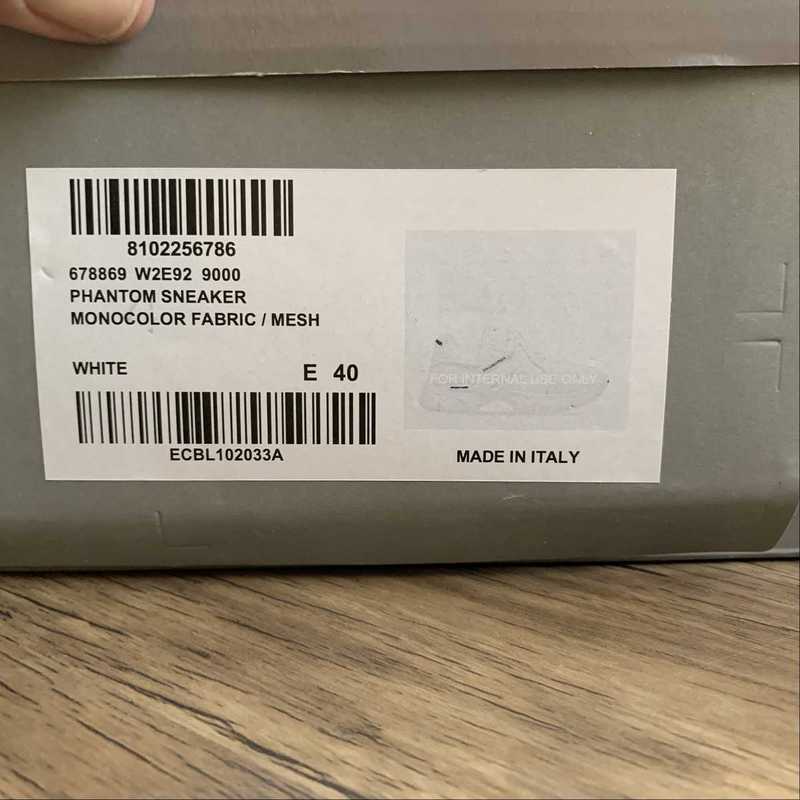 8102256786
678869 W2E92 9000
PHANTOM SNEAKER
MONOCOLOR FABRIC / MESH
WHITE
E 40
ECBL102033A
FOR INTERNAL USE ONLY
MADE IN ITALY